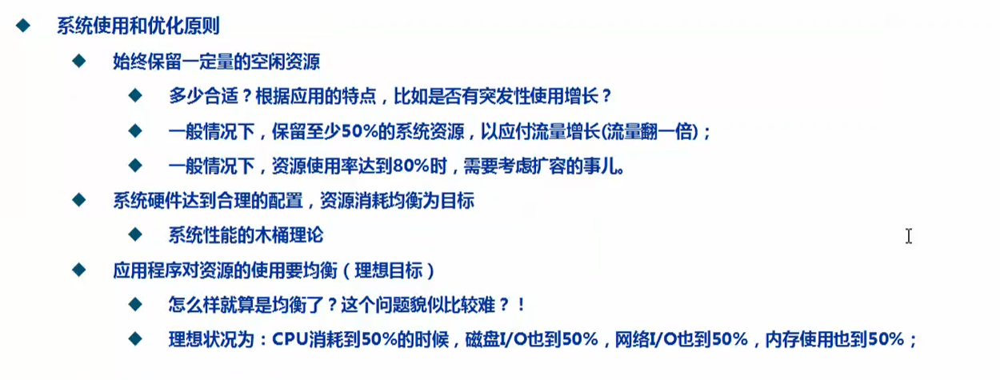 系统使用和优化原则
始终保留一定量的空闲资源
多少合适？根据应用的特点，比如是否有突发性使用增长？
一般情况下，保留至少50%的系统资源，以应付流量增长(流量翻一倍)；
一般情况下，资源使用率达到80%时，需要考虑扩容的事儿。
系统硬件达到合理的配置，资源消耗均衡为目标
系统性能的木桶理论
应用程序对资源的使用要均衡（理想目标）
怎么样就算是均衡了？这个问题貌似比较难？！
理想状况为：CPU消耗到50%的时候，磁盘I/O也到50%，网络I/O也到50%，内存使用也到50%；